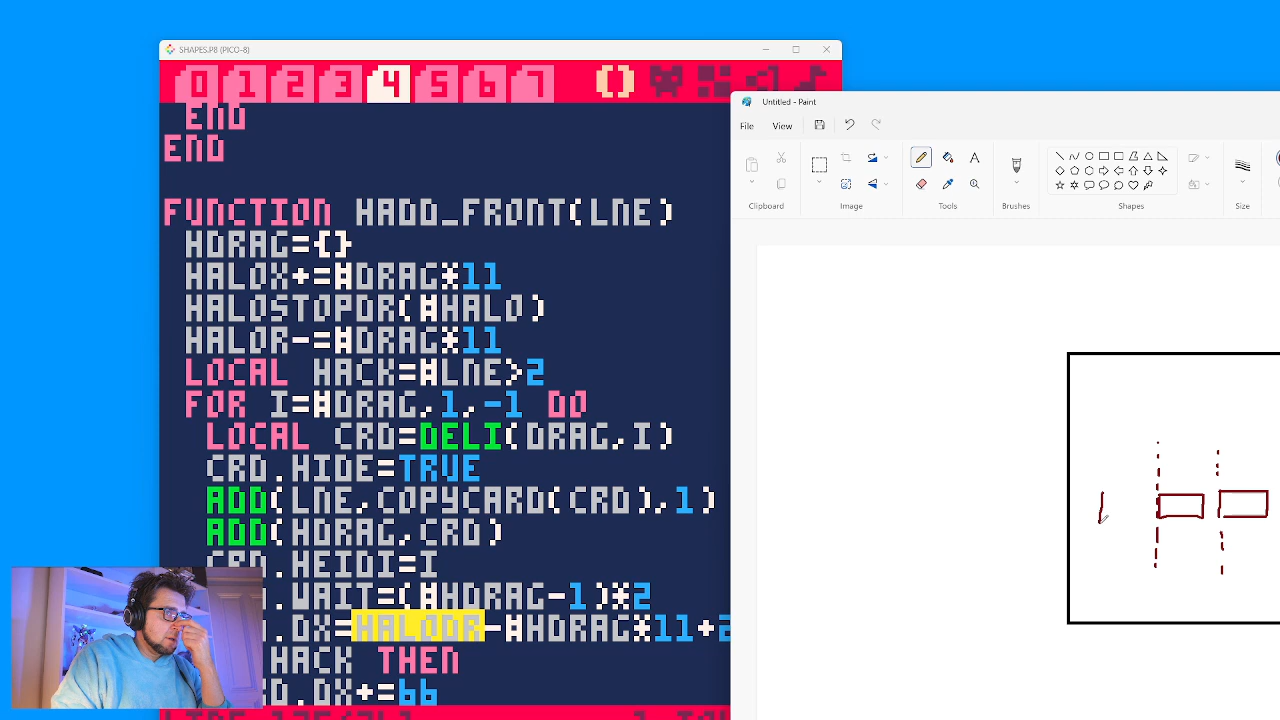 SHAPES.P8 (PICO-8)
0 1 2 3 4 5 6 7 ()
END
END
FUNCTION HADD_FRONT(LNE)
HDRAG={}
HALOX+=#DRAG*11
HALOSTOPDR(#HALO)
HALOR-=#DRAG*11
LOCAL HACK=#LNE>2
FOR I=#DRAG,1,-1 DO
LOCAL CRD=DELI(DRAG,I)
CRD.HIDE=TRUE
ADD(LNE,COPYCARD(CRD),1)
ADD(HDRAG,CRD)
CRD.HEIDI=I
.WAIT=(#HDRAG-1)*2
.DX=HALODR-#HDRAG*11+2
HACK THEN
D.DX+=66
Untitled - Paint
File View
Clipboard
Image
Tools
Brushes
Shapes
Size